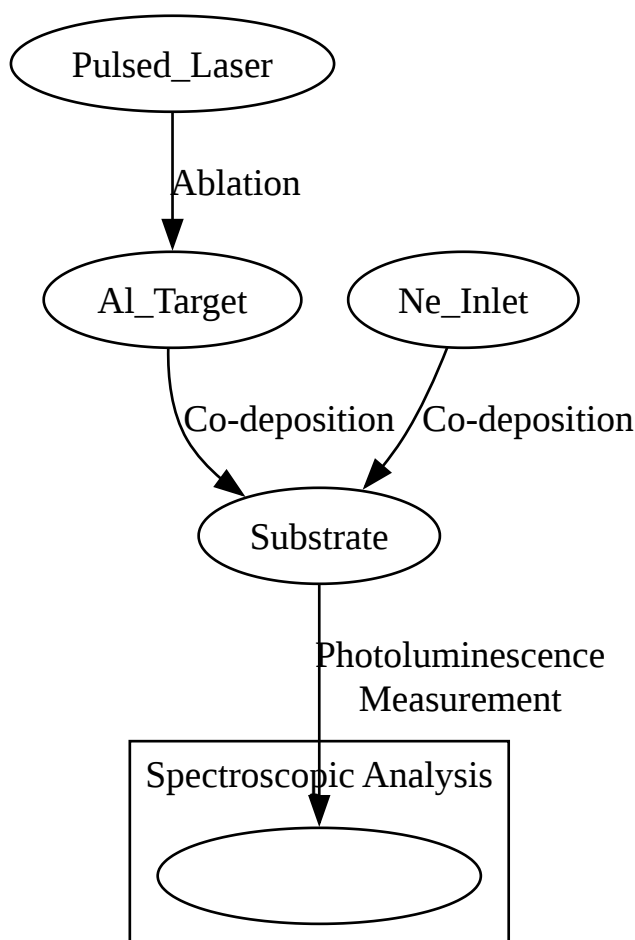 Pulsed_Laser
Ablation
Al_Target
Ne_Inlet
Co-deposition
Co-deposition
Substrate
Photoluminescence
Measurement
Spectroscopic Analysis